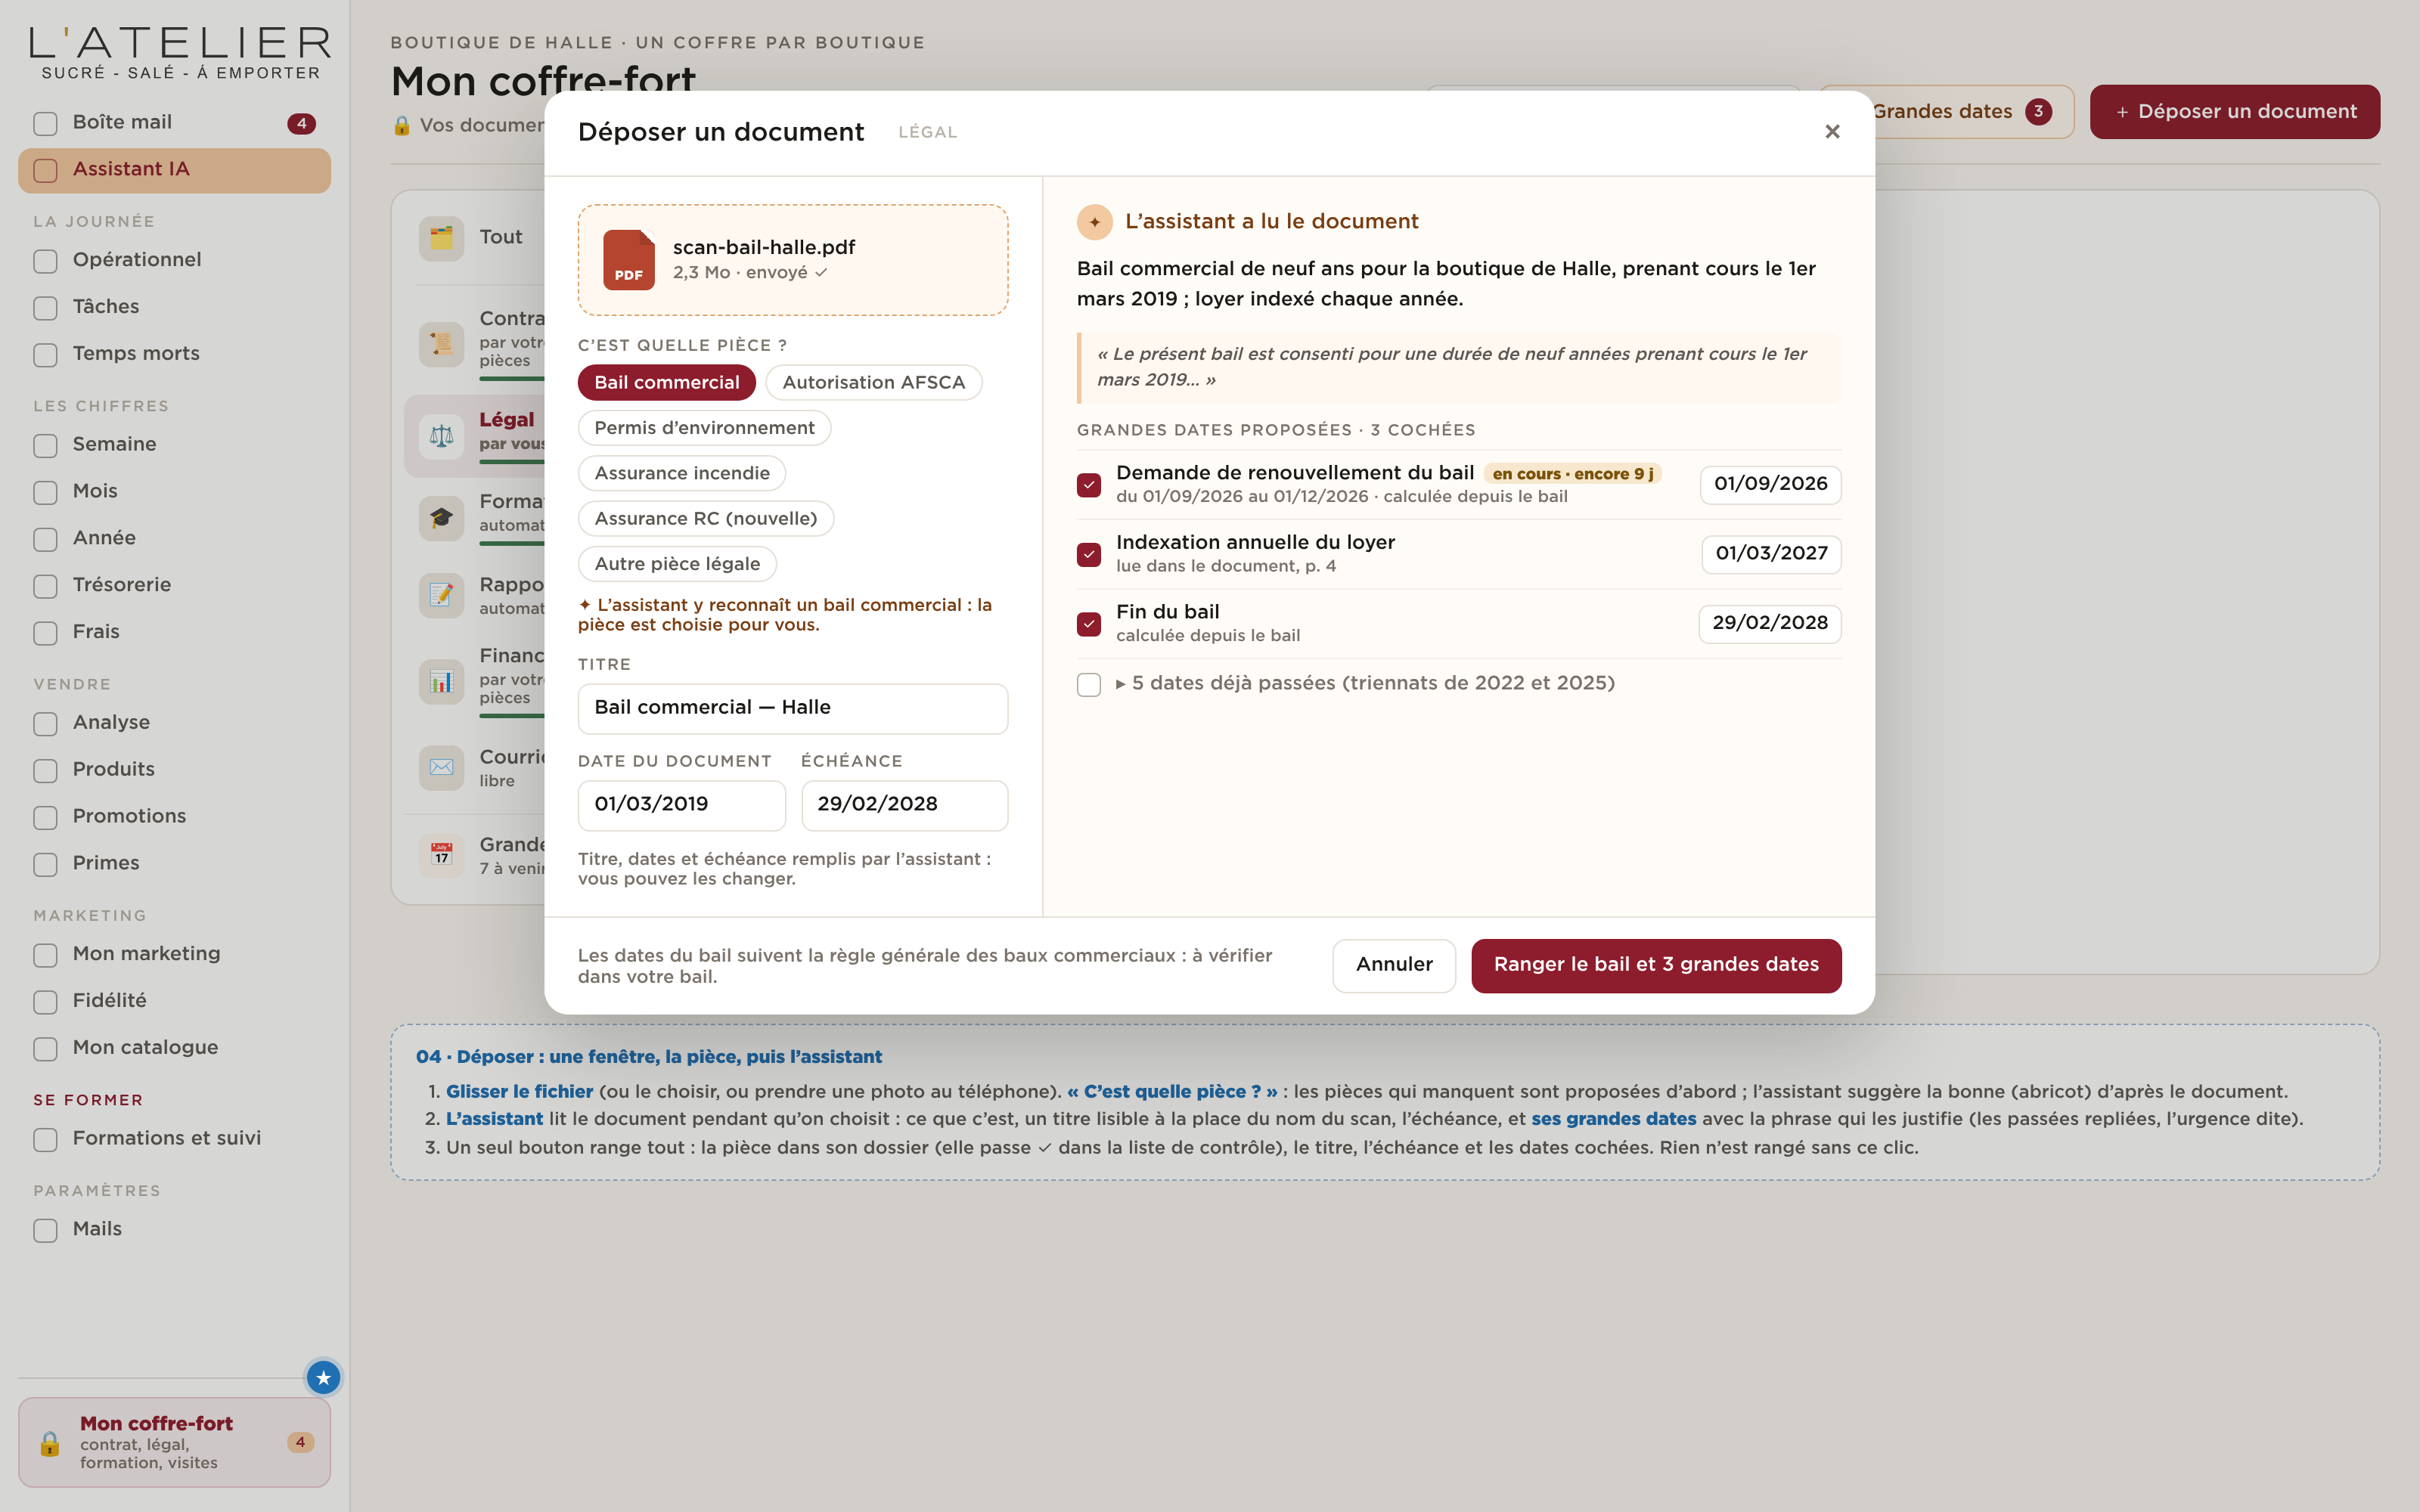 L'ATELIER
SUCRÉ - SALÉ - Á EMPORTER
Boîte mail 4
Assistant IA
LA JOURNÉE
Opérationnel
Tâches
Temps morts
LES CHIFFRES
Semaine
Mois
Année
Trésorerie
Frais
VENDRE
Analyse
Produits
Promotions
Primes
MARKETING
Mon marketing
Fidélité
Mon catalogue
SE FORMER
Formations et suivi
PARAMÈTRES
Mails
Mon coffre-fort
contrat, légal,
formation, visites
4
BOUTIQUE DE HALLE · UN COFFRE PAR BOUTIQUE
Mon coffre-fort
Vos
Grandes dates 3
+ Déposer un document
Tout
par
pièces
Légal
par vous
par
pièces
libre
7 à
Déposer un document LÉGAL ×
PDF
scan-bail-halle.pdf
2,3 Mo · envoyé ✓
C’EST QUELLE PIÈCE ?
Bail commercial
Autorisation AFSCA
Permis d’environnement
Assurance incendie
Assurance RC (nouvelle)
Autre pièce légale
✦ L’assistant y reconnaît un bail commercial : la
pièce est choisie pour vous.
TITRE
Bail commercial — Halle
DATE DU DOCUMENT ÉCHÉANCE
01/03/2019 29/02/2028
Titre, dates et échéance remplis par l’assistant :
vous pouvez les changer.
✦ L’assistant a lu le document
Bail commercial de neuf ans pour la boutique de Halle, prenant cours le 1er
mars 2019 ; loyer indexé chaque année.
« Le présent bail est consenti pour une durée de neuf années prenant cours le 1er
mars 2019… »
GRANDES DATES PROPOSÉES · 3 COCHÉES
Demande de renouvellement du bail en cours · encore 9 j
du 01/09/2026 au 01/12/2026 · calculée depuis le bail
01/09/2026
Indexation annuelle du loyer
lue dans le document, p. 4
01/03/2027
Fin du bail
calculée depuis le bail
29/02/2028
▸ 5 dates déjà passées (triennats de 2022 et 2025)
Les dates du bail suivent la règle générale des baux commerciaux : à vérifier
dans votre bail.
Annuler
Ranger le bail et 3 grandes dates
04 · Déposer : une fenêtre, la pièce, puis l’assistant
1. Glisser le fichier (ou le choisir, ou prendre une photo au téléphone). « C’est quelle pièce ? » : les pièces qui manquent sont proposées d’abord ; l’assistant suggère la bonne (abricot) d’après le document.
2. L’assistant lit le document pendant qu’on choisit : ce que c’est, un titre lisible à la place du nom du scan, l’échéance, et ses grandes dates avec la phrase qui les justifie (les passées repliées, l’urgence dite).
3. Un seul bouton range tout : la pièce dans son dossier (elle passe ✓ dans la liste de contrôle), le titre, l’échéance et les dates cochées. Rien n’est rangé sans ce clic.